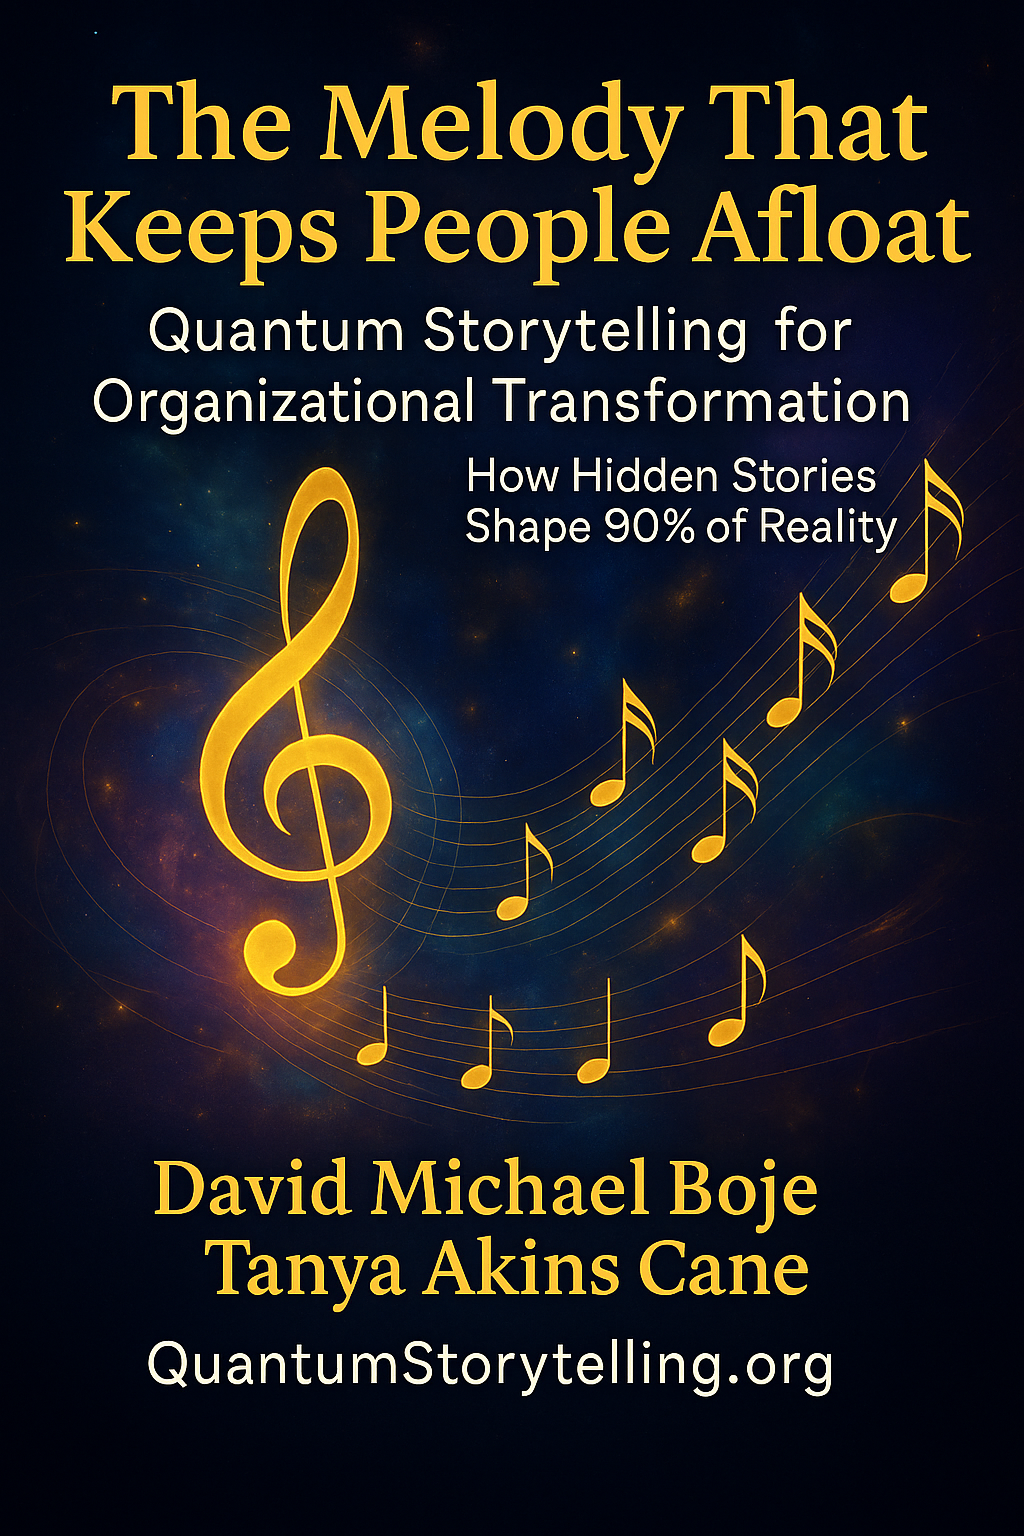 The Melody That
Keeps People Afloat
Quantum Storytelling for
Organizational Transformation
How Hidden Stories
Shape 90% of Reality
David Michael Boje
Tanya Akins Cane
QuantumStorytelling.org